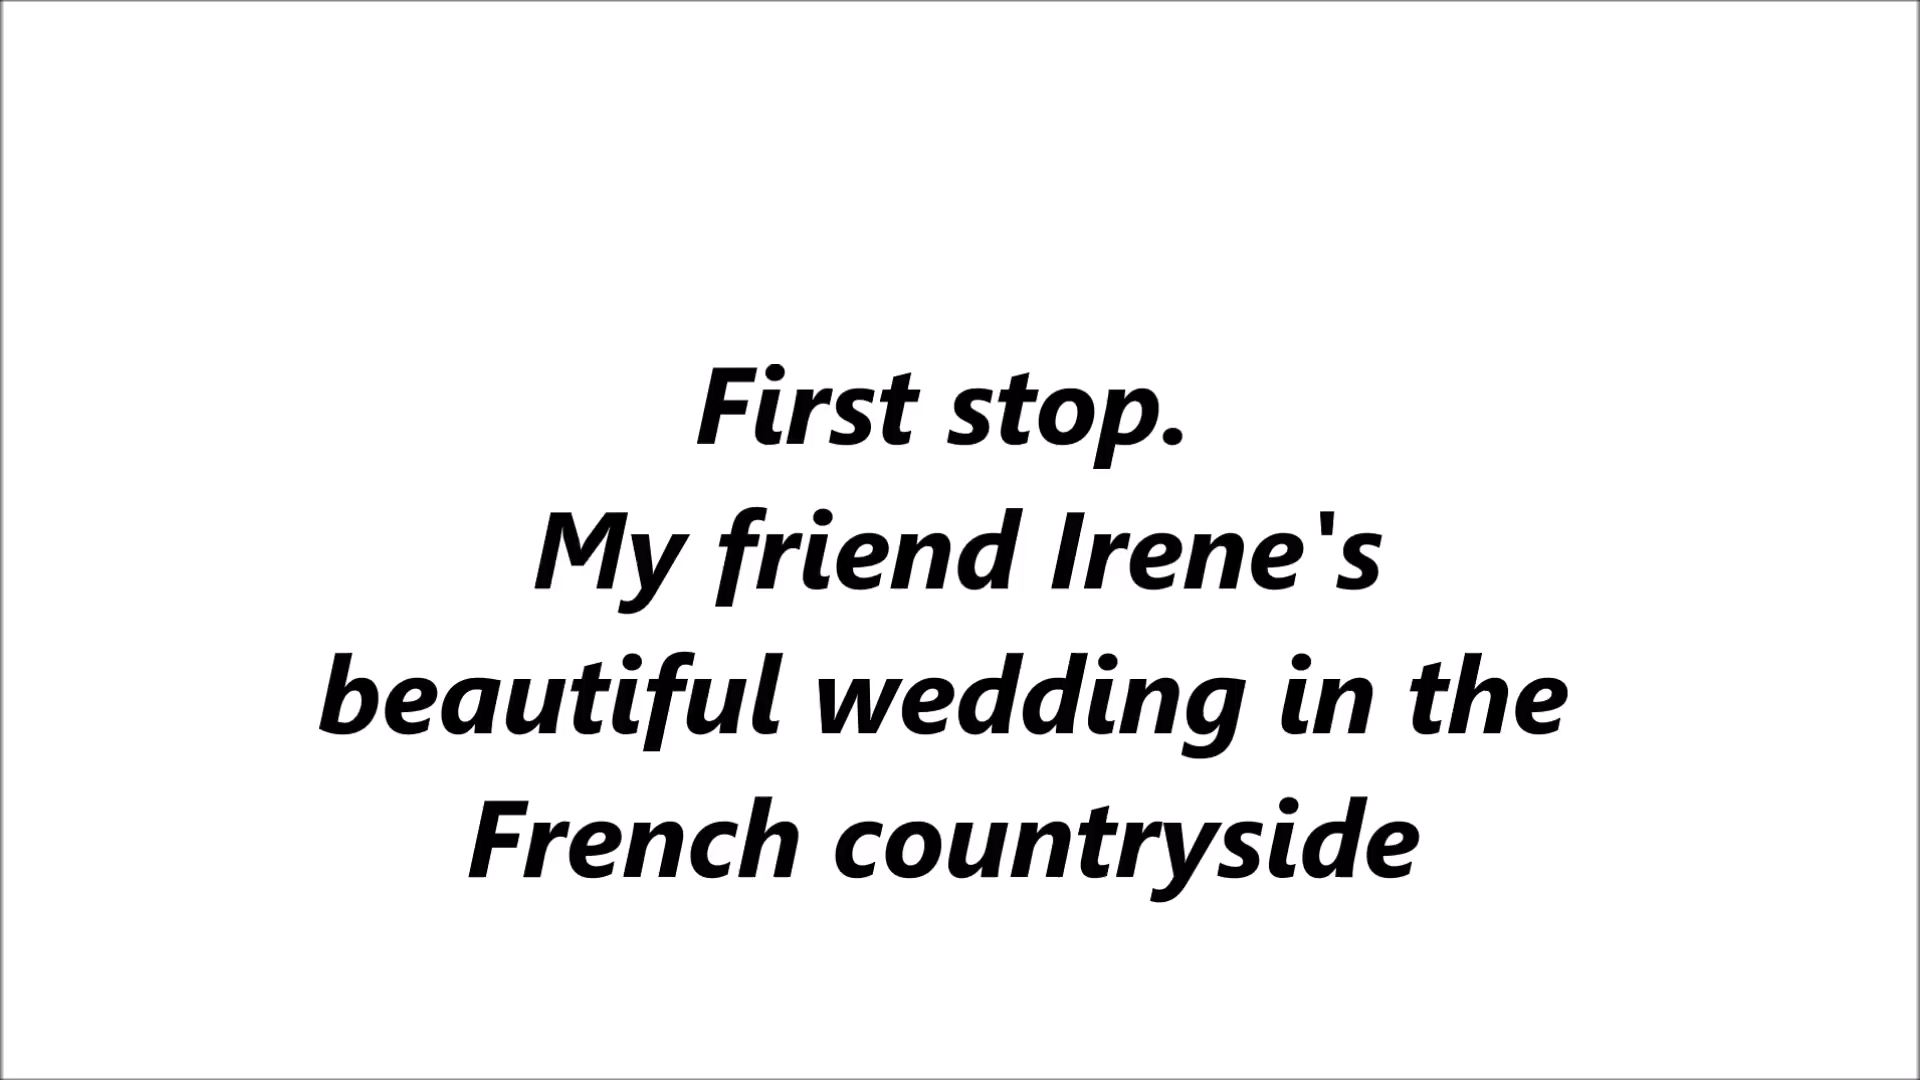 First stop.
My friend Irene's
beautiful wedding in the
French countryside